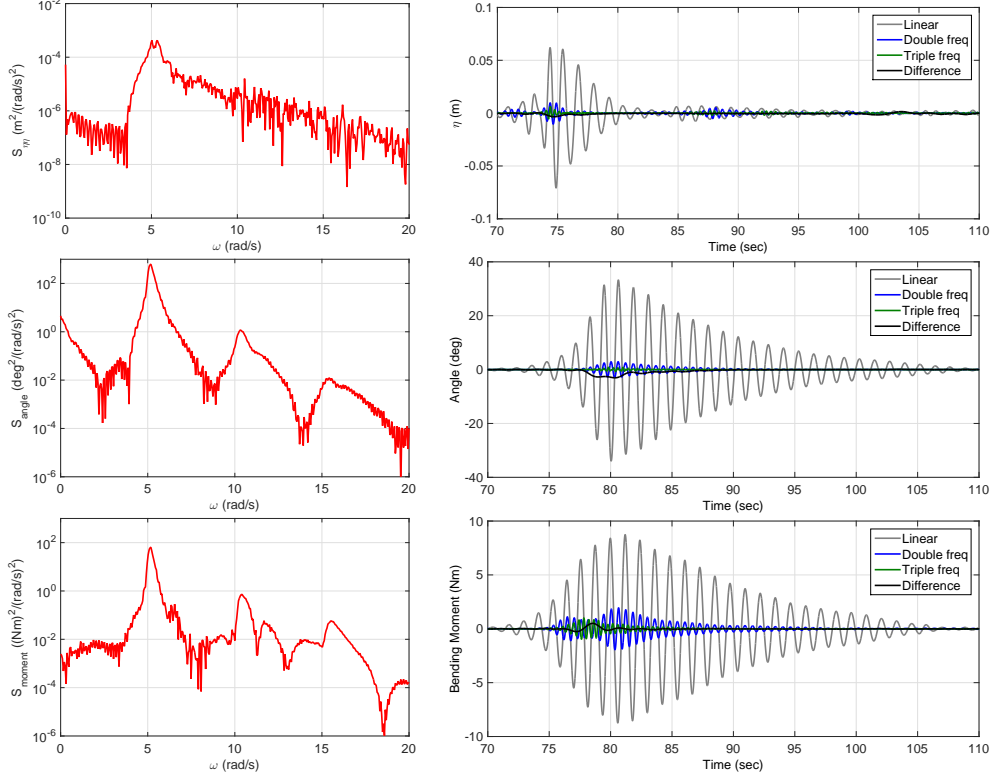 10^2
10^-4
10^-6
10^-8
10^-10
S_ηη (m^2/(rad/s)^2)
0 5 10 15 20
ω (rad/s)
0.1
0.05
0
-0.05
-0.1
η (m)
Linear
Double freq
Triple freq
Difference
70 75 80 85 90 95 100 105 110
Time (sec)
10^2
10^0
10^-2
10^-4
10^-6
S_angle (deg^2/(rad/s)^2)
0 5 10 15 20
ω (rad/s)
40
20
0
-20
-40
Angle (deg)
Linear
Double freq
Triple freq
Difference
70 75 80 85 90 95 100 105 110
Time (sec)
10^2
10^0
10^-2
10^-4
10^-6
S_moment ((Nm)^2/(rad/s)^2)
0 5 10 15 20
ω (rad/s)
10
5
0
-5
-10
Bending Moment (Nm)
Linear
Double freq
Triple freq
Difference
70 75 80 85 90 95 100 105 110
Time (sec)